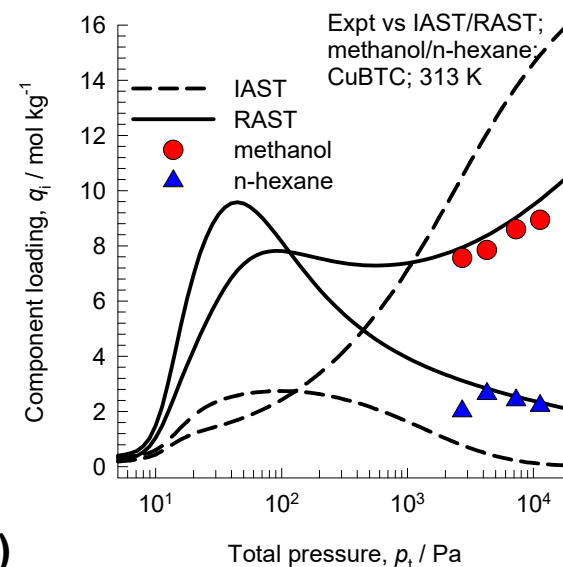 Expt vs IAST/RAST;
methanol/n-hexane;
CuBTC; 313 K
IAST
RAST
methanol
n-hexane
Component loading, qᵢ / mol kg⁻¹
16
14
12
10
8
6
4
2
0
10¹ 10² 10³ 10⁴
Total pressure, pₜ / Pa
)